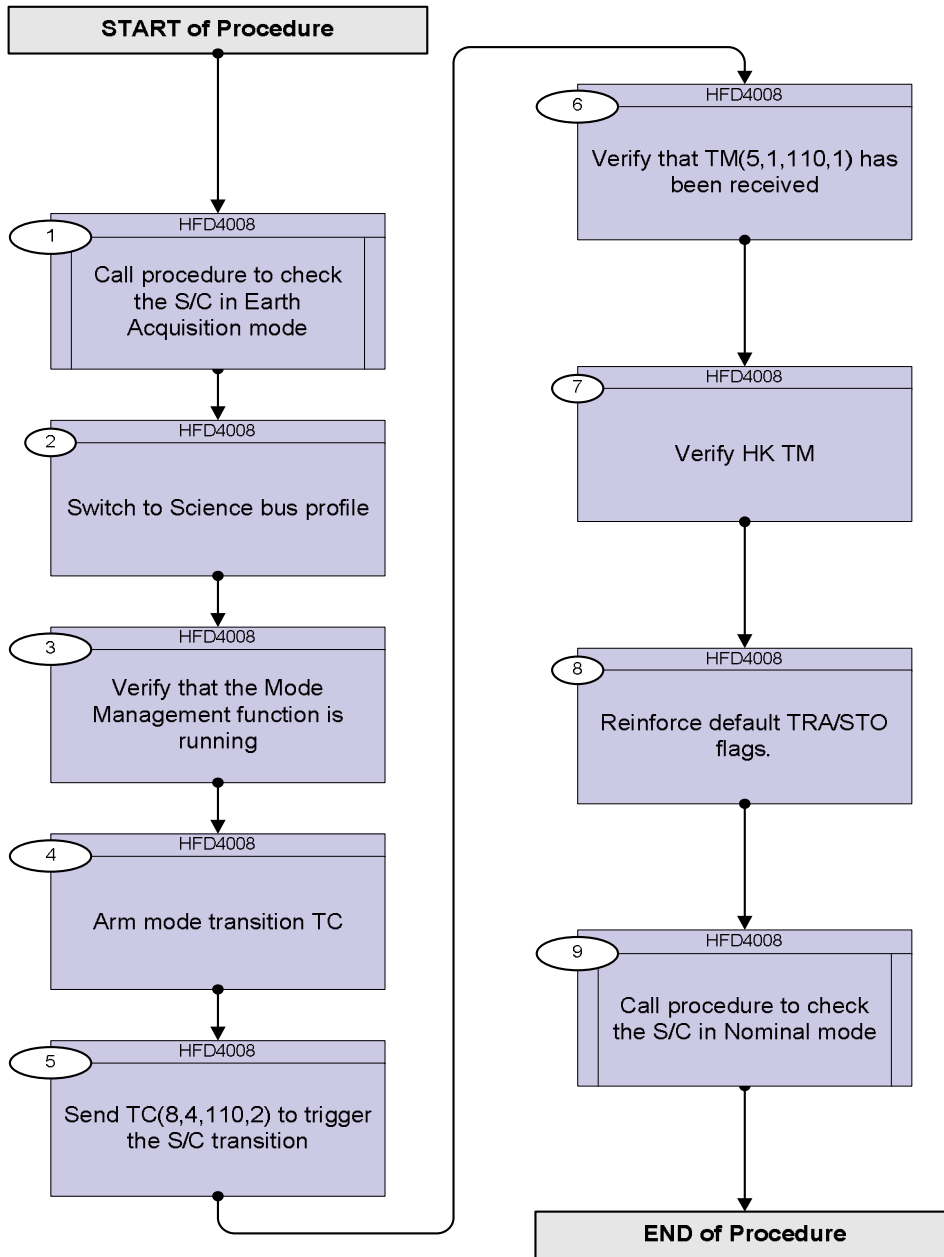 START of Procedure
HFD4008
1
Call procedure to check
the S/C in Earth
Acquisition mode
HFD4008
2
Switch to Science bus profile
HFD4008
3
Verify that the Mode
Management function is
running
HFD4008
4
Arm mode transition TC
HFD4008
5
Send TC(8,4,110,2) to trigger
the S/C transition
HFD4008
6
Verify that TM(5,1,110,1) has
been received
HFD4008
7
Verify HK TM
HFD4008
8
Reinforce default TRA/STO
flags.
HFD4008
9
Call procedure to check
the S/C in Nominal mode
END of Procedure